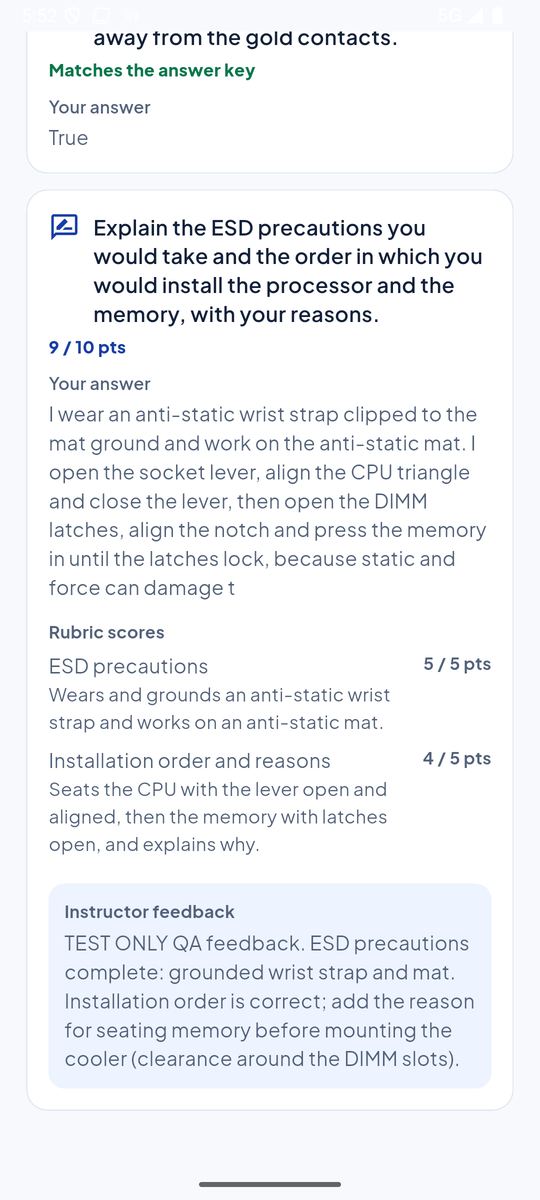 5:52
5G
away from the gold contacts.
Matches the answer key
Your answer
True
Explain the ESD precautions you
would take and the order in which you
would install the processor and the
memory, with your reasons.
9 / 10 pts
Your answer
I wear an anti-static wrist strap clipped to the
mat ground and work on the anti-static mat. I
open the socket lever, align the CPU triangle
and close the lever, then open the DIMM
latches, align the notch and press the memory
in until the latches lock, because static and
force can damage t
Rubric scores
ESD precautions
5 / 5 pts
Wears and grounds an anti-static wrist
strap and works on an anti-static mat.
Installation order and reasons
4 / 5 pts
Seats the CPU with the lever open and
aligned, then the memory with latches
open, and explains why.
Instructor feedback
TEST ONLY QA feedback. ESD precautions
complete: grounded wrist strap and mat.
Installation order is correct; add the reason
for seating memory before mounting the
cooler (clearance around the DIMM slots).